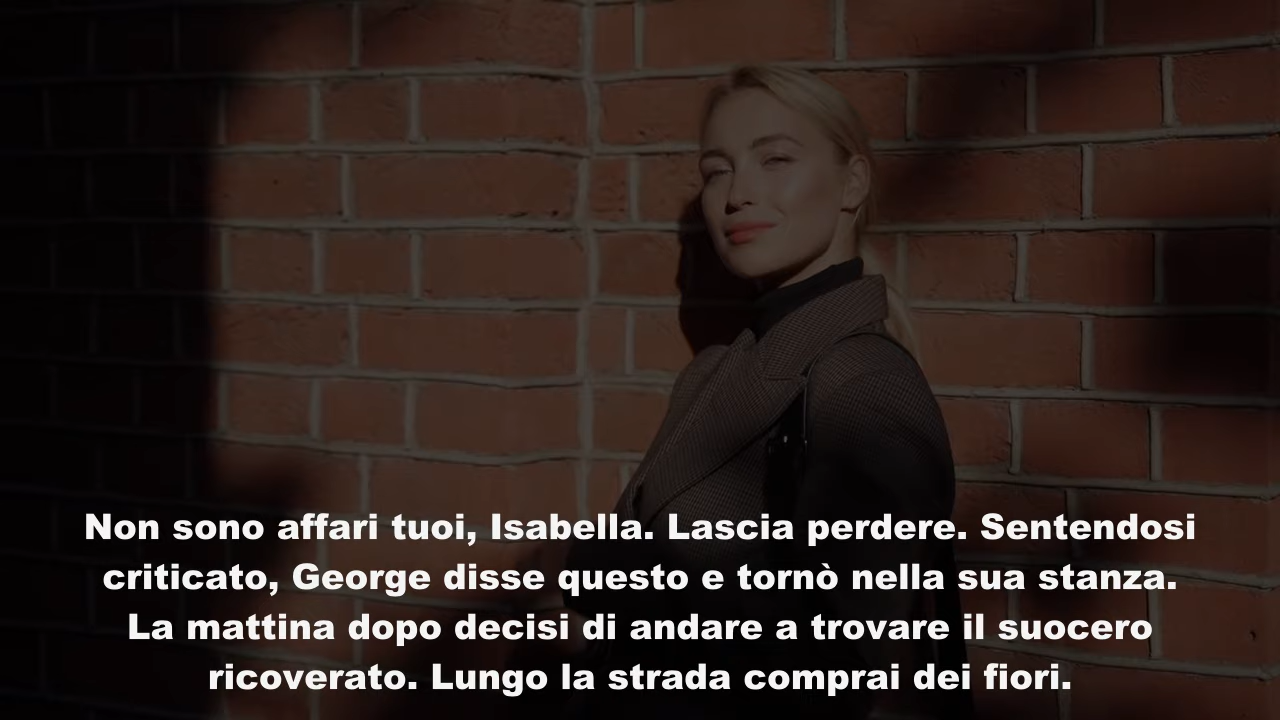 Non sono affari tuoi, Isabella. Lascia perdere. Sentendosi
criticato, George disse questo e tornò nella sua stanza.
La mattina dopo decisi di andare a trovare il suocero
ricoverato. Lungo la strada comprai dei fiori.